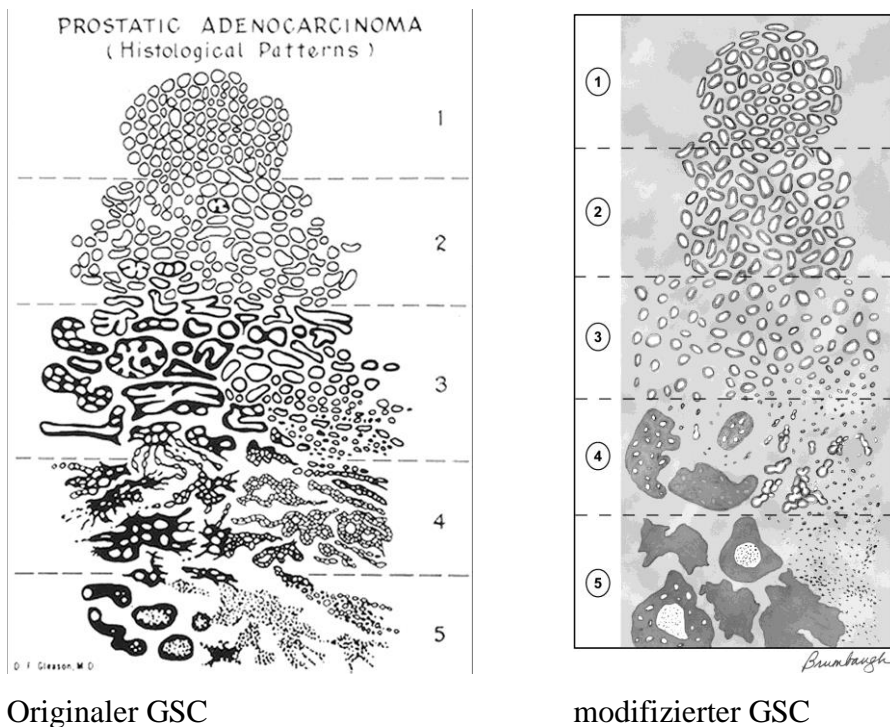 PROSTATIC ADENOCARCINOMA
(Histological Patterns)
1
2
3
4
5
D. F. Gleason, M.D.
1
2
3
4
5
Brumbaugh
Originaler GSC
modifizierter GSC